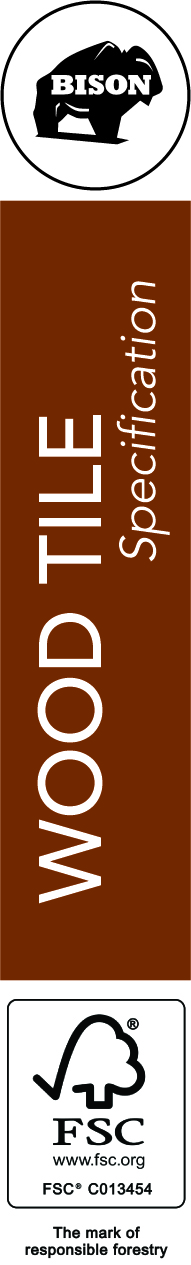 BISON
WOOD TILE
Specification
®
FSC
www.fsc.org
FSC® C013454
The mark of
responsible forestry